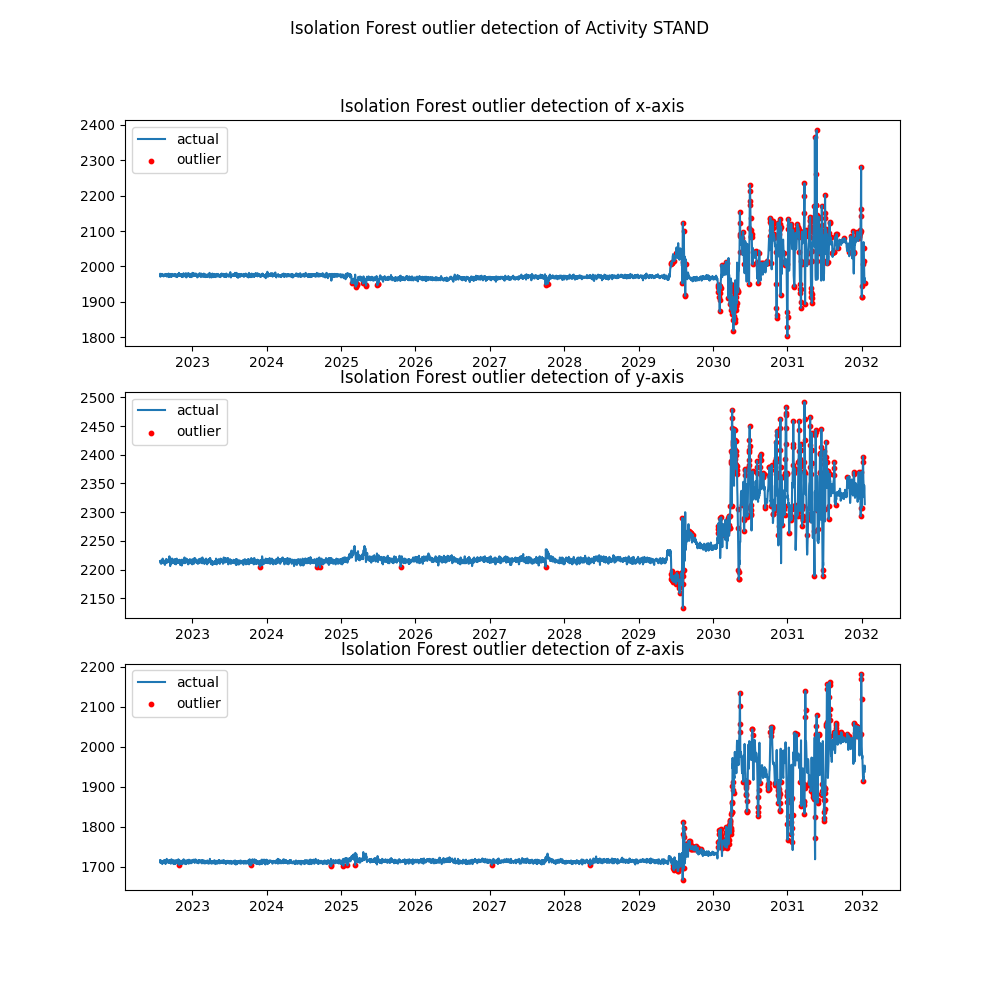 Isolation Forest outlier detection of Activity STAND
Isolation Forest outlier detection of x-axis
2400
2300
2200
2100
2000
1900
1800
actual
outlier
2023 2024 2025 2026 2027 2028 2029 2030 2031 2032
Isolation Forest outlier detection of y-axis
2500
2450
2400
2350
2300
2250
2200
2150
actual
outlier
2023 2024 2025 2026 2027 2028 2029 2030 2031 2032
Isolation Forest outlier detection of z-axis
2200
2100
2000
1900
1800
1700
actual
outlier
2023 2024 2025 2026 2027 2028 2029 2030 2031 2032